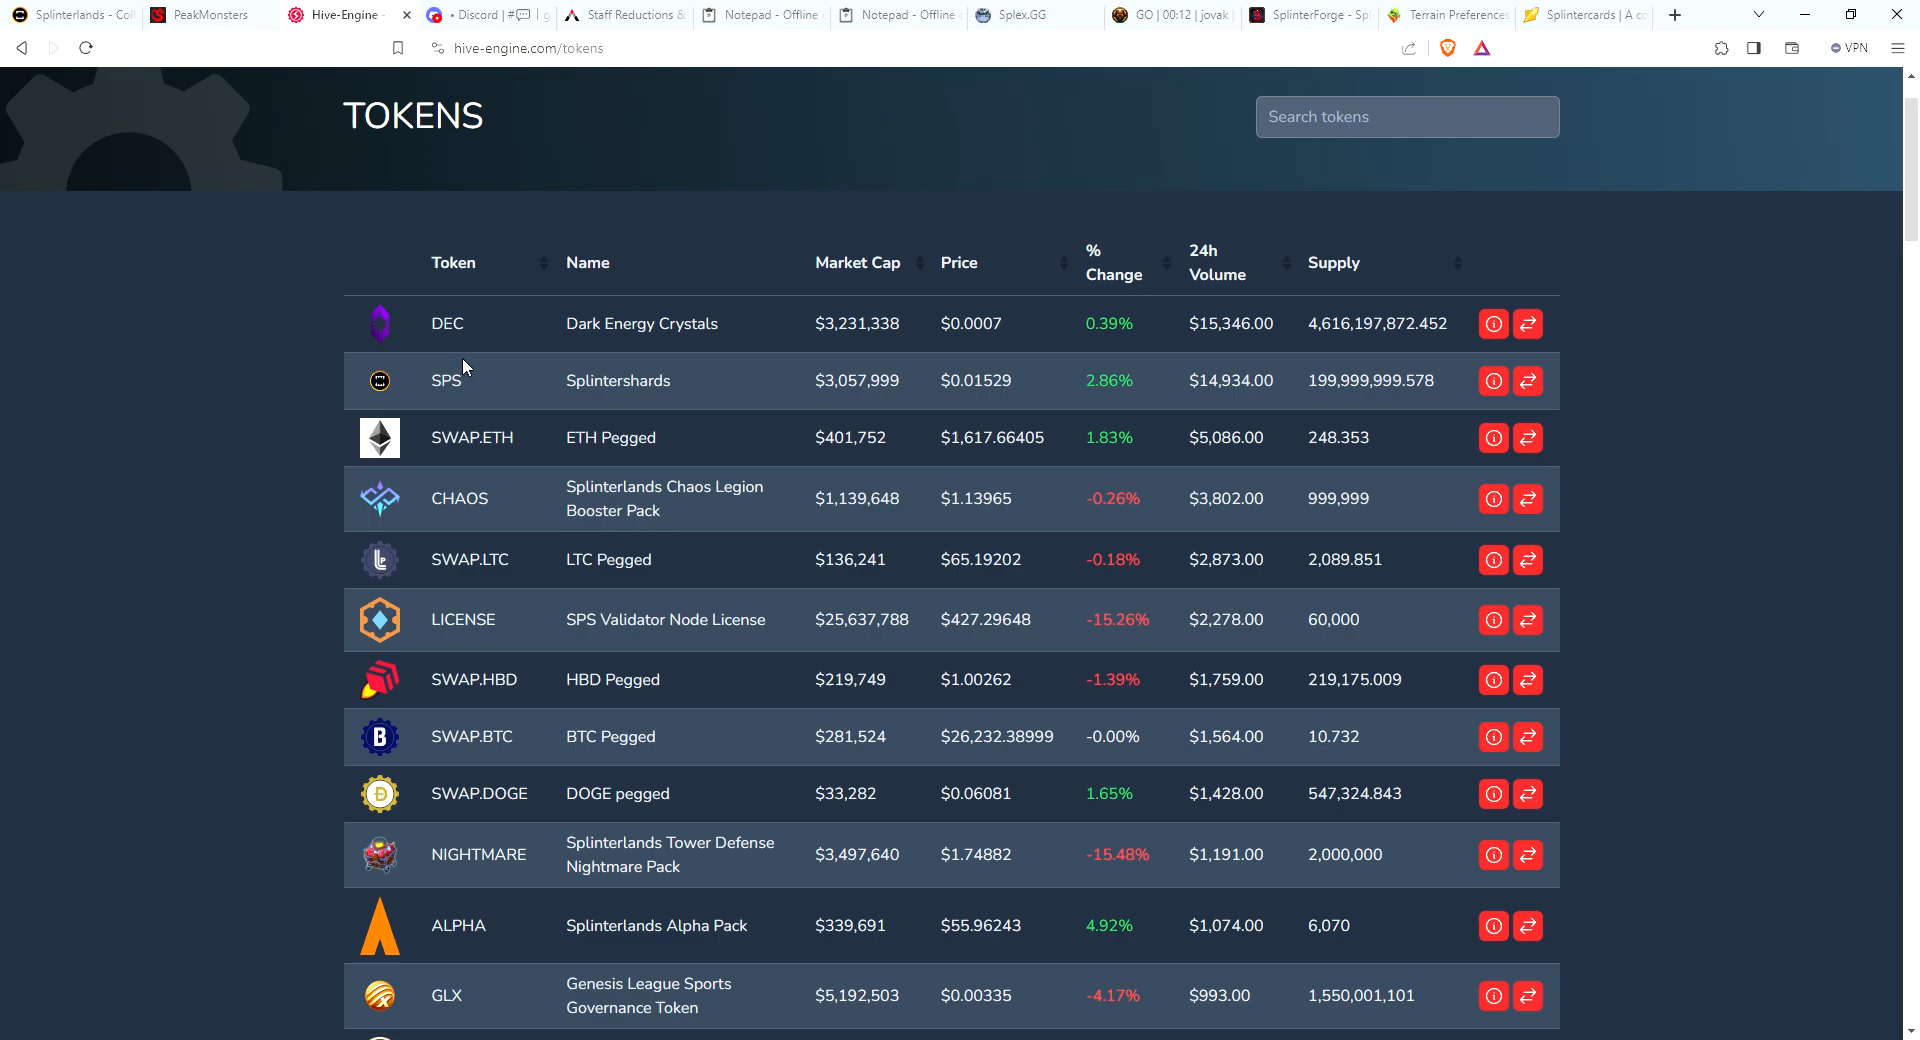 Splinterlands - Col
PeakMonsters
Hive-Engine -
• Discord | #💬 | g
Staff Reductions &
Notepad - Offline
Notepad - Offline
Splex.GG
GO | 00:12 | jovak
SplinterForge - Spl
Terrain Preferences
Splintercards | A co
hive-engine.com/tokens
VPN
TOKENS
Search tokens
Token Name Market Cap Price % Change 24h Volume Supply
DEC Dark Energy Crystals $3,231,338 $0.0007 0.39% $15,346.00 4,616,197,872.452
SPS Splintershards $3,057,999 $0.01529 2.86% $14,934.00 199,999,999.578
SWAP.ETH ETH Pegged $401,752 $1,617.66405 1.83% $5,086.00 248.353
CHAOS Splinterlands Chaos Legion Booster Pack $1,139,648 $1.13965 -0.26% $3,802.00 999,999
SWAP.LTC LTC Pegged $136,241 $65.19202 -0.18% $2,873.00 2,089.851
LICENSE SPS Validator Node License $25,637,788 $427.29648 -15.26% $2,278.00 60,000
SWAP.HBD HBD Pegged $219,749 $1.00262 -1.39% $1,759.00 219,175.009
SWAP.BTC BTC Pegged $281,524 $26,232.38999 -0.00% $1,564.00 10.732
SWAP.DOGE DOGE pegged $33,282 $0.06081 1.65% $1,428.00 547,324.843
NIGHTMARE Splinterlands Tower Defense Nightmare Pack $3,497,640 $1.74882 -15.48% $1,191.00 2,000,000
ALPHA Splinterlands Alpha Pack $339,691 $55.96243 4.92% $1,074.00 6,070
GLX Genesis League Sports Governance Token $5,192,503 $0.00335 -4.17% $993.00 1,550,001,101